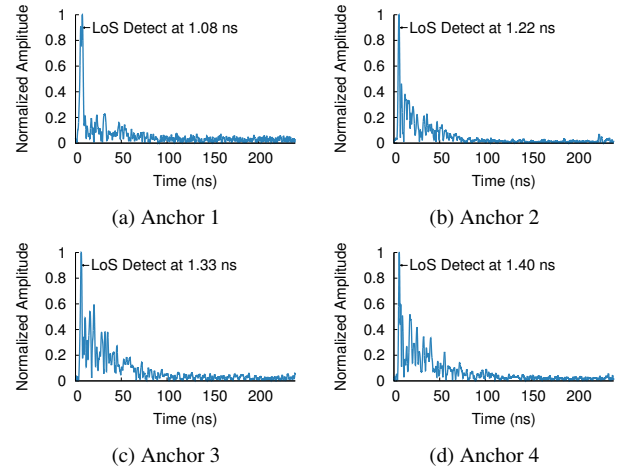 Normalized Amplitude
1
0.8
0.6
0.4
0.2
0
LoS Detect at 1.08 ns
0 50 100 150 200
Time (ns)
(a) Anchor 1
Normalized Amplitude
1
0.8
0.6
0.4
0.2
0
LoS Detect at 1.22 ns
0 50 100 150 200
Time (ns)
(b) Anchor 2
Normalized Amplitude
1
0.8
0.6
0.4
0.2
0
LoS Detect at 1.33 ns
0 50 100 150 200
Time (ns)
(c) Anchor 3
Normalized Amplitude
1
0.8
0.6
0.4
0.2
0
LoS Detect at 1.40 ns
0 50 100 150 200
Time (ns)
(d) Anchor 4